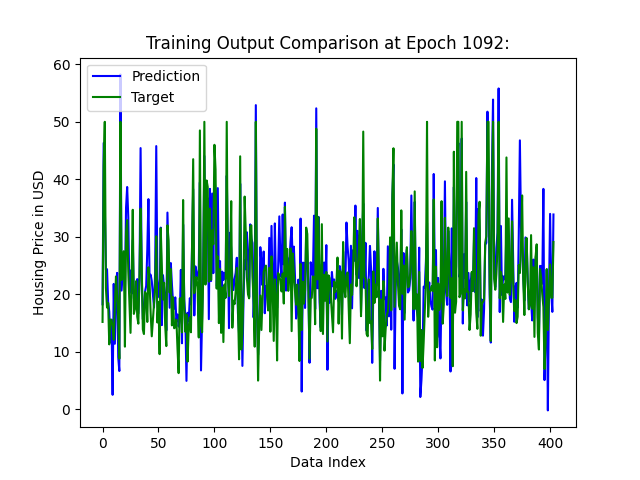 Training Output Comparison at Epoch 1092:
Prediction
Target
Housing Price in USD
60
50
40
30
20
10
0
0 50 100 150 200 250 300 350 400
Data Index